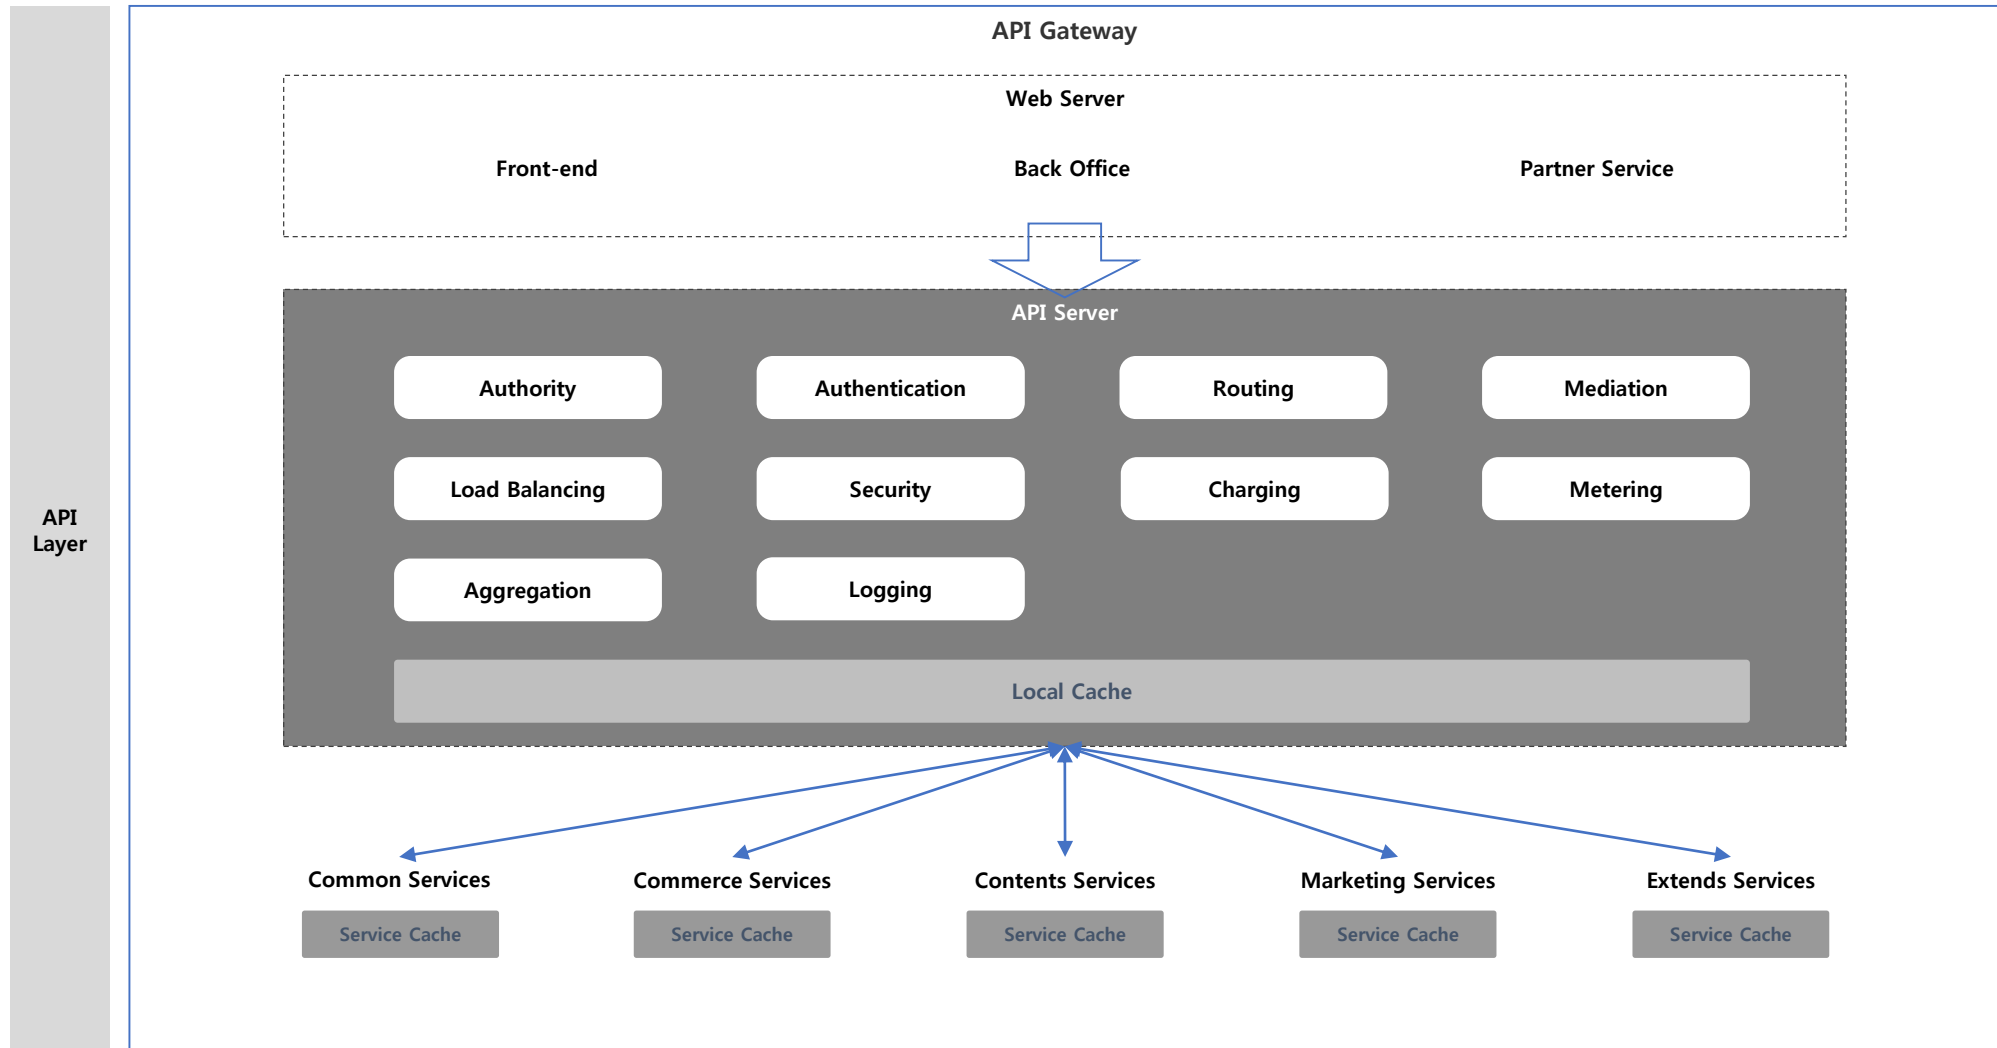 API Gateway
Web Server
Front-end
Back Office
Partner Service
API Server
Authority
Authentication
Routing
Mediation
Load Balancing
Security
Charging
Metering
API
Layer
Aggregation
Logging
Local Cache
Common Services
Commerce Services
Contents Services
Marketing Services
Extends Services
Service Cache
Service Cache
Service Cache
Service Cache
Service Cache